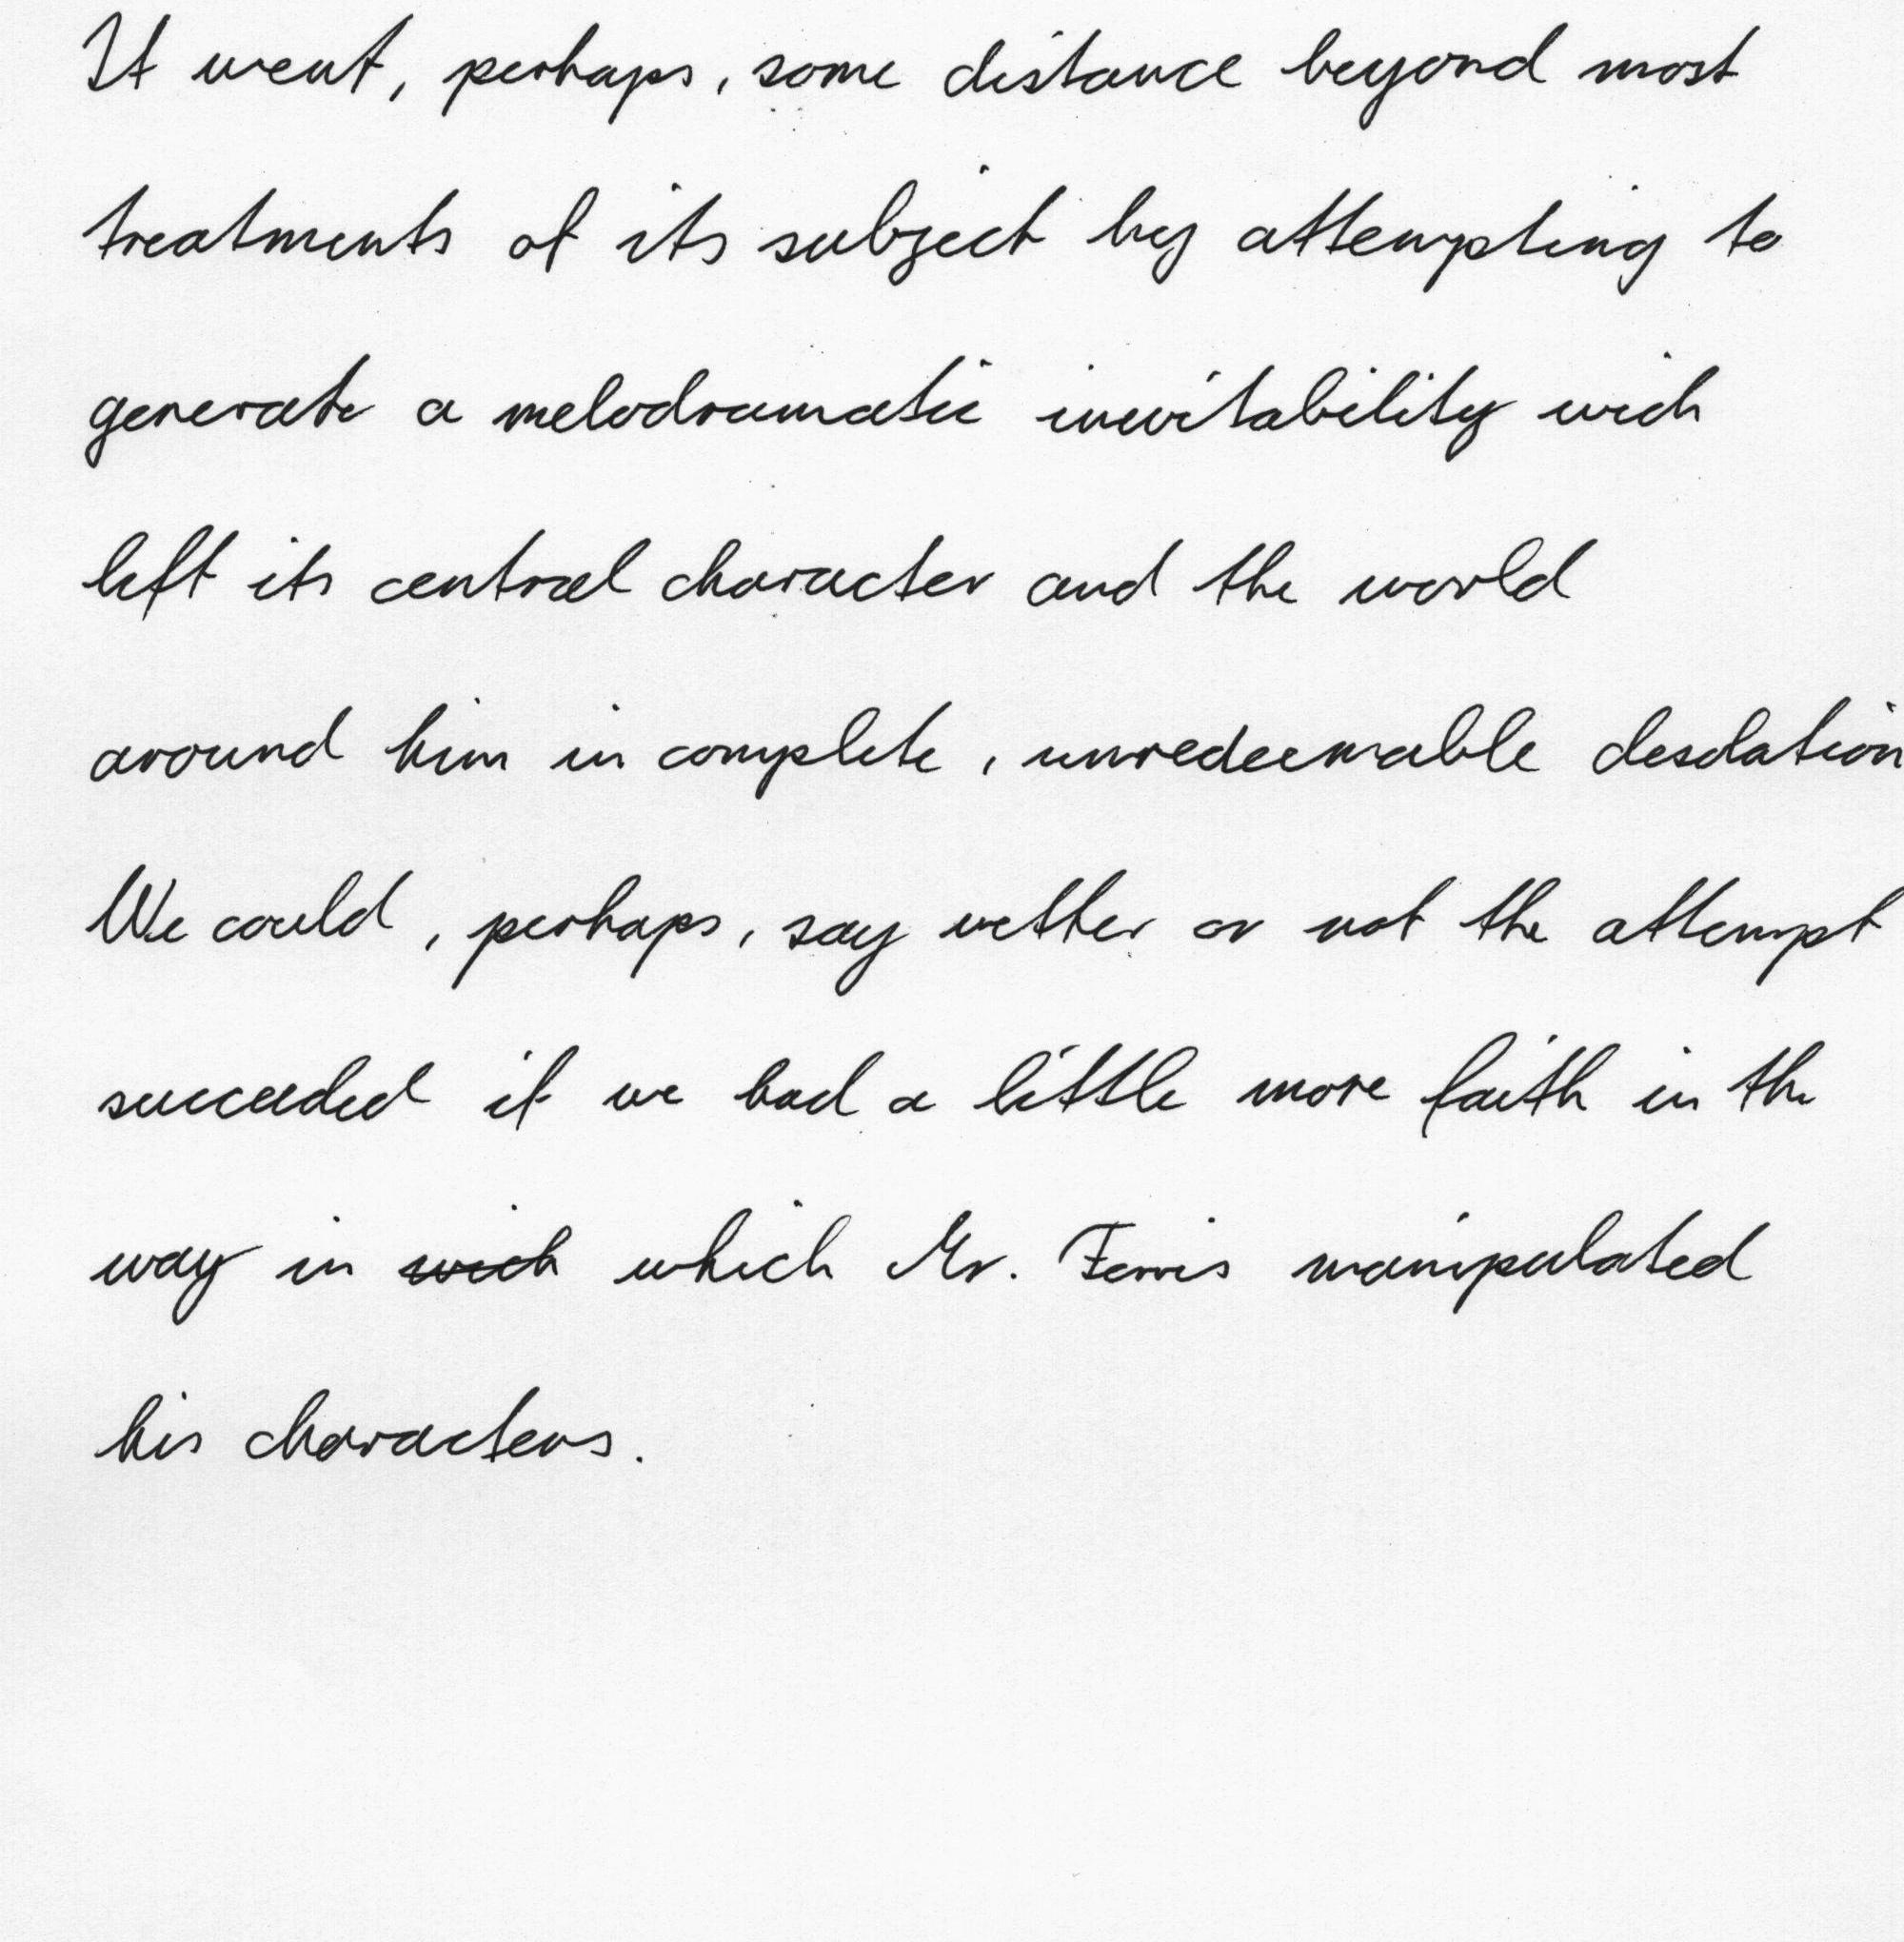 It went, perhaps, some distance beyond most
treatments of its subject by attempting to
generate a melodramatic inevitability wich
left its central character and the world
around him in complete, unredeemable desolation
We could, perhaps, say wether or not the attempt
succeeded if we had a little more faith in the
way in ~~wich~~ which Mr. Ferris manipulated
his characters.